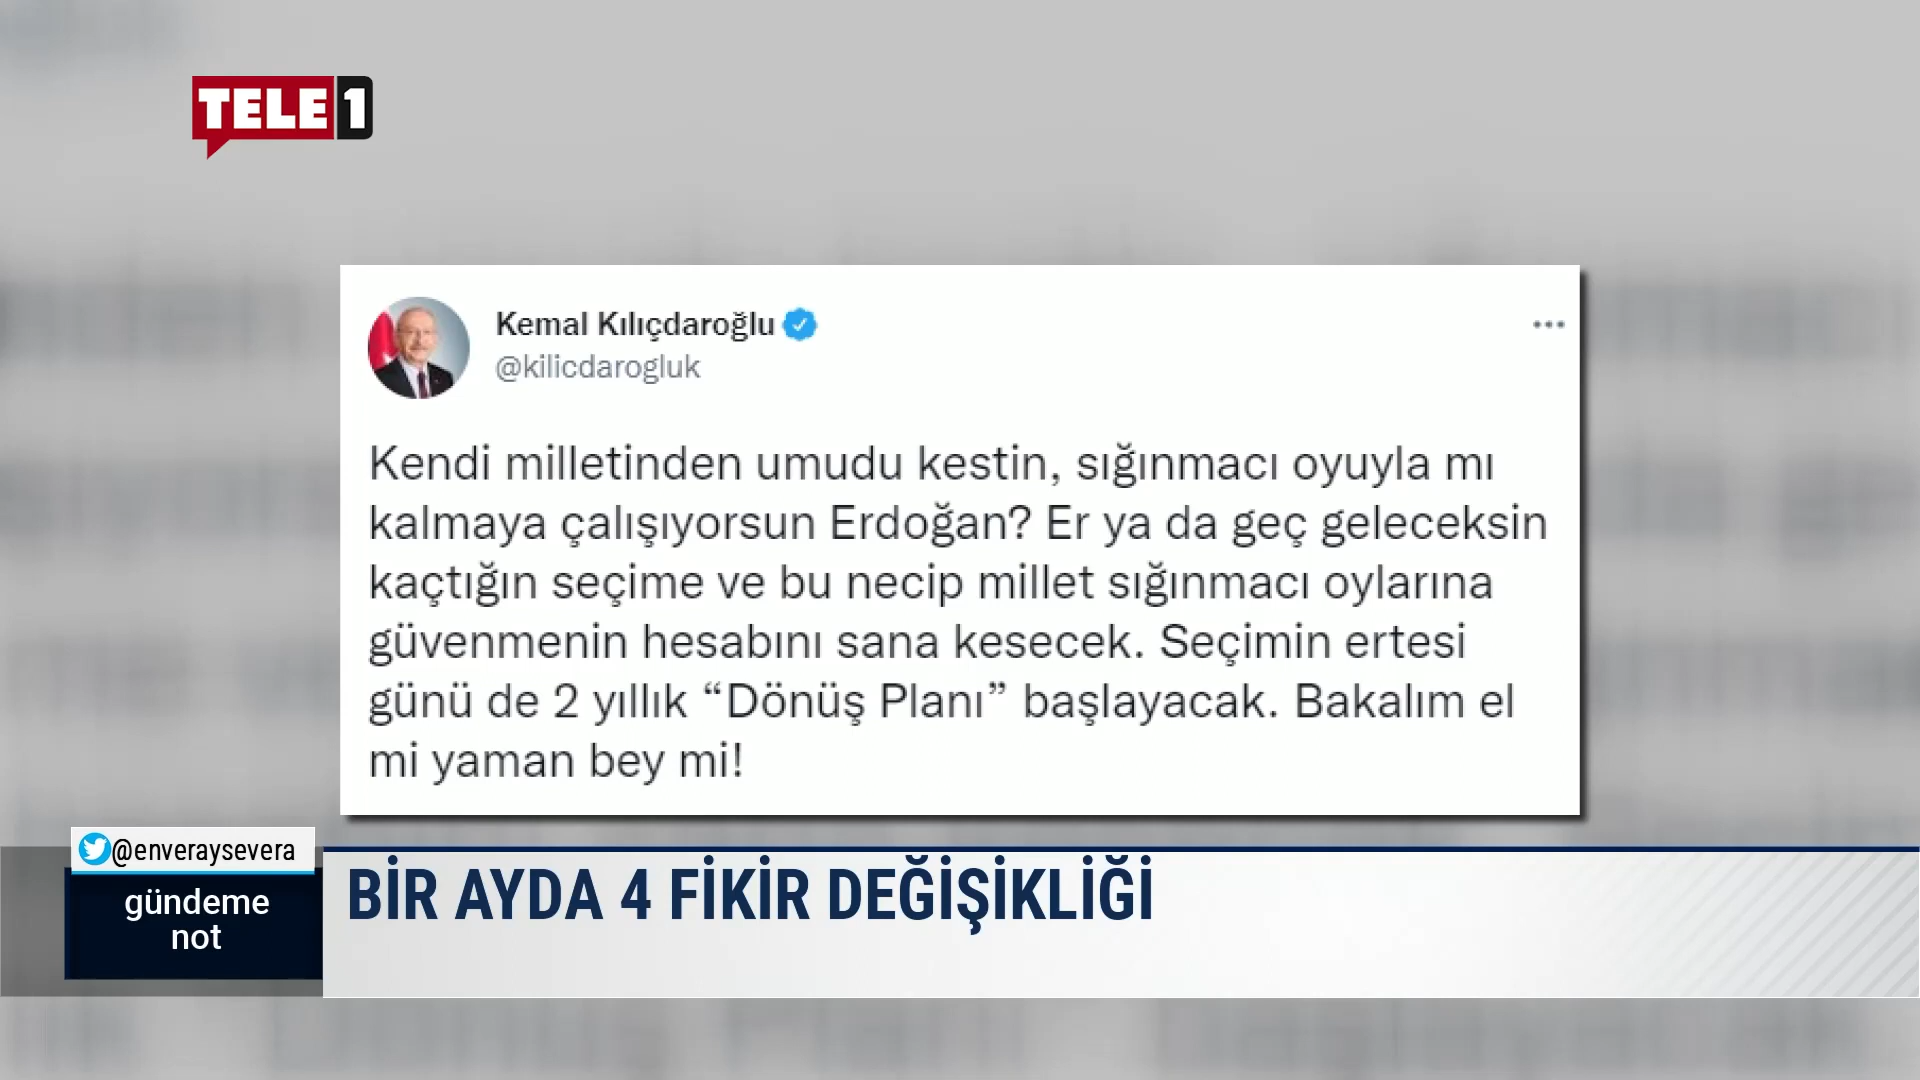 TELE1
Kemal Kılıçdaroğlu
@kilicdarogluk
Kendi milletinden umudu kestin, sığınmacı oyuyla mı
kalmaya çalışıyorsun Erdoğan? Er ya da geç geleceksin
kaçtığın seçime ve bu necip millet sığınmacı oylarına
güvenmenin hesabını sana kesecek. Seçimin ertesi
günü de 2 yıllık “Dönüş Planı” başlayacak. Bakalım el
mi yaman bey mi!
@enveraysevera
gündeme
not
BİR AYDA 4 FİKİR DEĞİŞİKLİĞİ